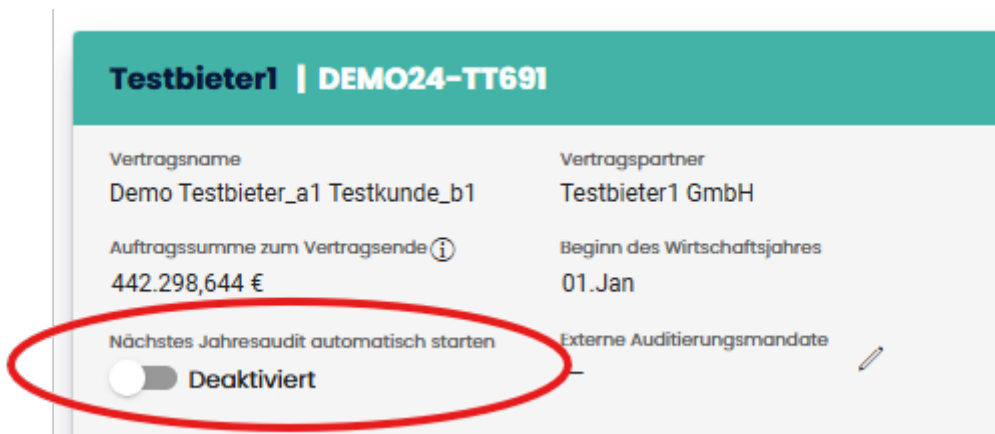 Testbieter1 | DEMO24-TT691
Vertragsname
Demo Testbieter_a1 Testkunde_b1
Vertragspartner
Testbieter1 GmbH
Auftragssumme zum Vertragsende i
442.298,644 €
Beginn des Wirtschaftsjahres
01.Jan
Nächstes Jahresaudit automatisch starten
Deaktiviert
Externe Auditierungsmandate
—